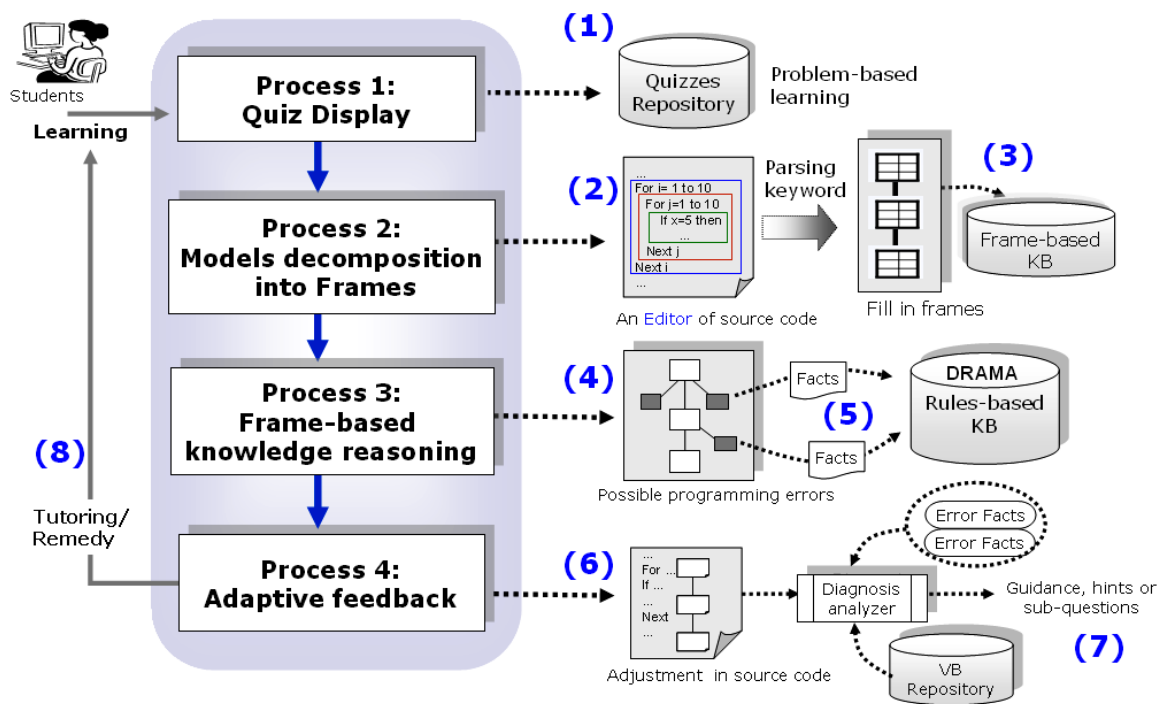 Students
Learning
Process 1:
Quiz Display
(1)
Quizzes
Repository
Problem-based
learning
Process 2:
Models decomposition
into Frames
(2)
...
For i= 1 to 10
For j=1 to 10
If x=5 then
...
Next j
Next i
...
An Editor of source code
Parsing
keyword
Fill in frames
(3)
Frame-based
KB
Process 3:
Frame-based
knowledge reasoning
(4)
Possible programming errors
Facts
(5)
Facts
DRAMA
Rules-based
KB
(8)
Tutoring/
Remedy
Process 4:
Adaptive feedback
(6)
...
For ...
If ...
...
Next
...
Adjustment in source code
Error Facts
Error Facts
Diagnosis
analyzer
Guidance, hints or
sub-questions
(7)
VB
Repository